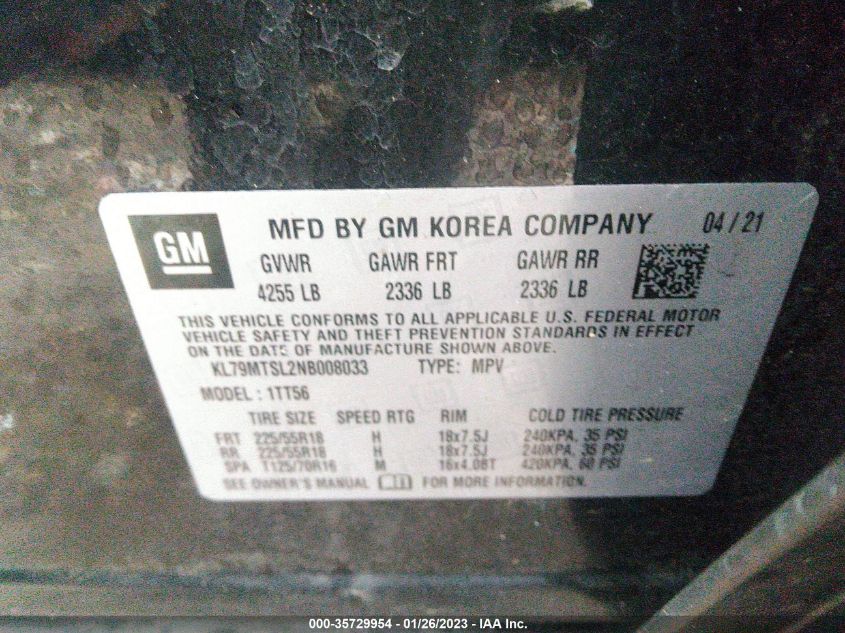 GM
MFD BY GM KOREA COMPANY 04 / 21
GVWR GAWR FRT GAWR RR
4255 LB 2336 LB 2336 LB
THIS VEHICLE CONFORMS TO ALL APPLICABLE U.S. FEDERAL MOTOR
VEHICLE SAFETY AND THEFT PREVENTION STANDARDS IN EFFECT
ON THE DATE OF MANUFACTURE SHOWN ABOVE.
KL79MTSL2NB008033 TYPE: MPV
MODEL: 1TT56
TIRE SIZE SPEED RTG RIM COLD TIRE PRESSURE
FRT 225/55R18 H 18x7.5J 240KPA, 35 PSI
RR 225/55R18 H 18x7.5J 240KPA, 35 PSI
SPA T125/70R16 M 16x4.00T 420KPA, 60 PSI
SEE OWNER'S MANUAL FOR MORE INFORMATION.
000-35729954 - 01/26/2023 - IAA Inc.